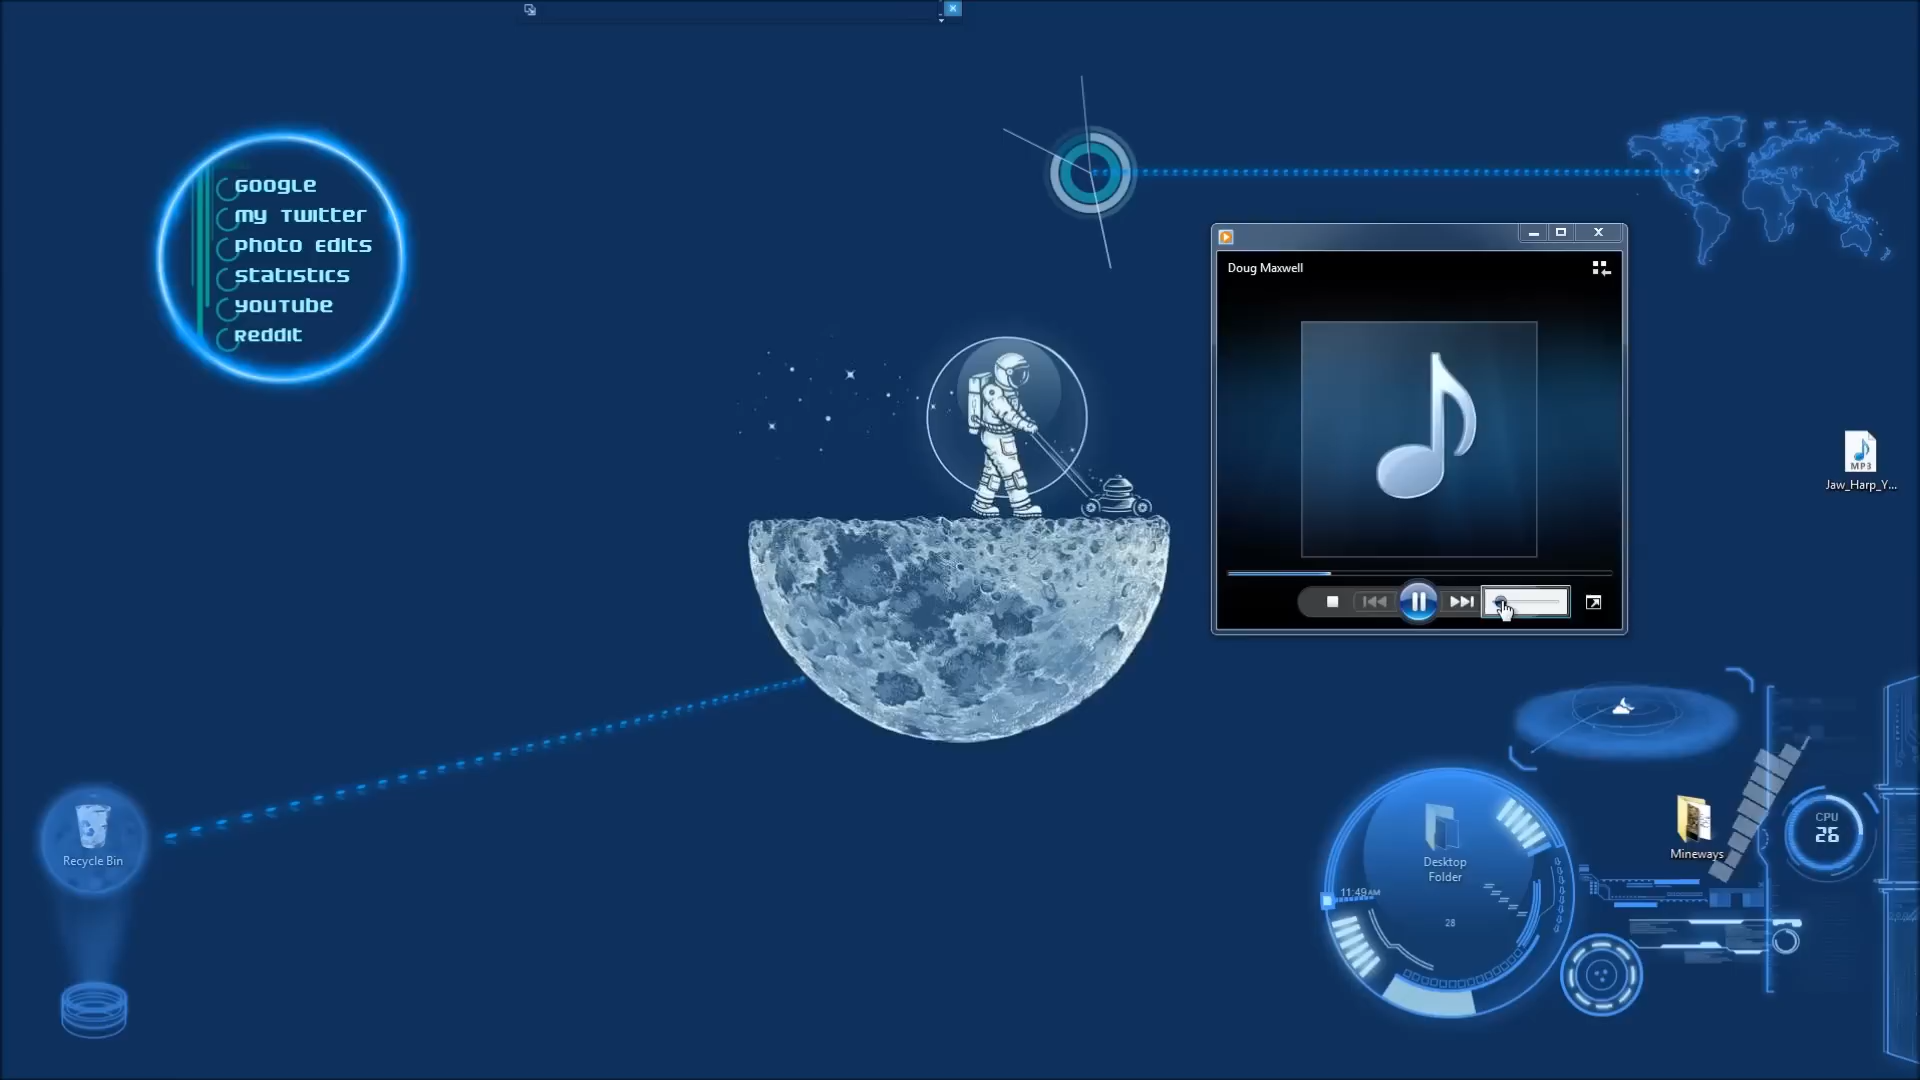 Google
my Twitter
Photo Edits
Statistics
YouTube
Reddit
Doug Maxwell
MP3
Jaw_Harp_Y...
Recycle Bin
Desktop
Folder
11:49 AM
28
Mineways
CPU
26